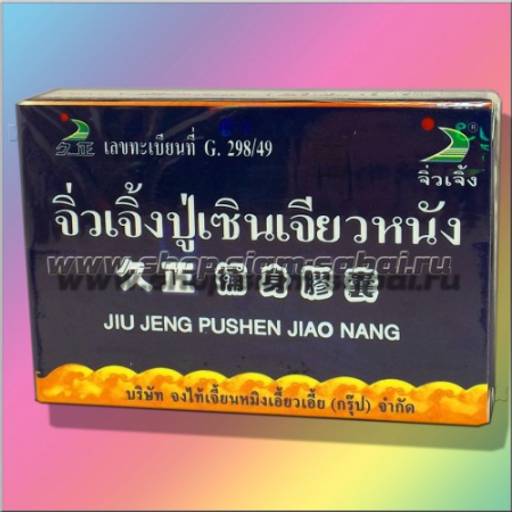 久正 เลขทะเบียนที่ G. 298/49
จิ่วเจิ้ง
จิ่วเจิ้งปู่เซินเจียวหนัง
www.shop.siam-sabai.ru
久正 補身膠囊
JIU JENG PUSHEN JIAO NANG
บริษัท จงไท้เจี้ยนหมิงเอี้ยวเอี้ย (กรุ๊ป) จำกัด